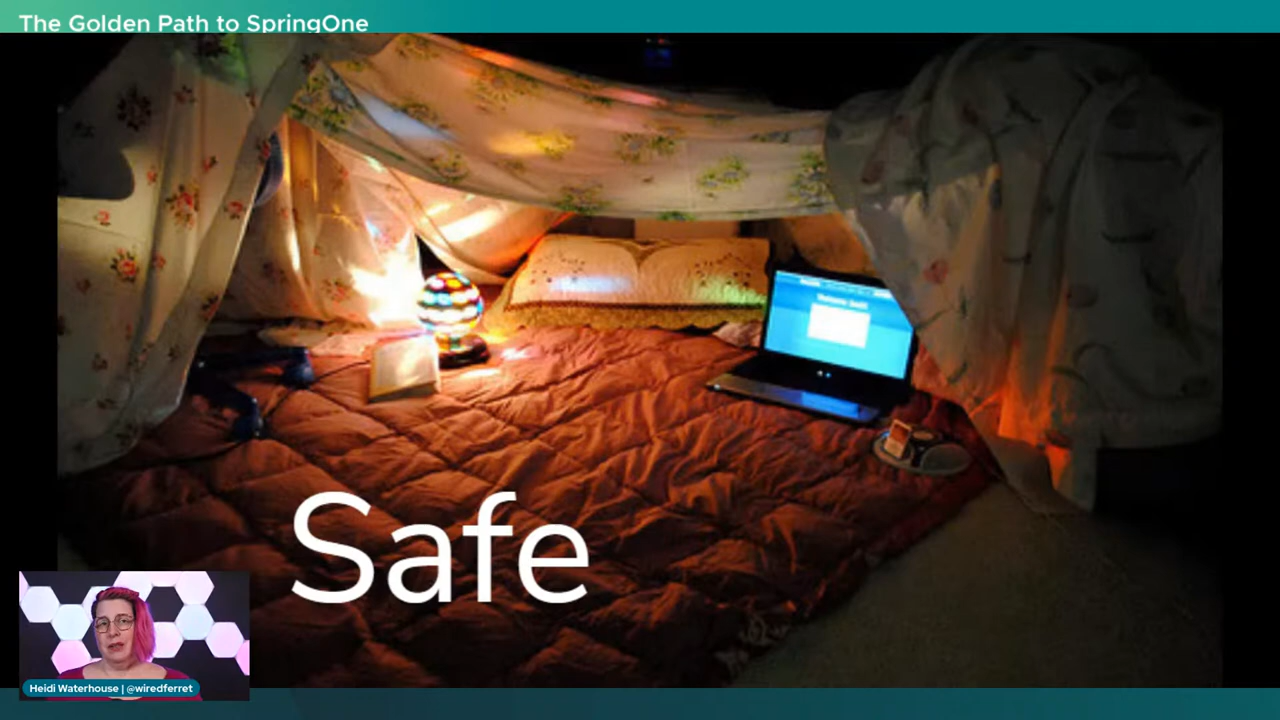 The Golden Path to SpringOne
Safe
Heidi Waterhouse | @wiredferret